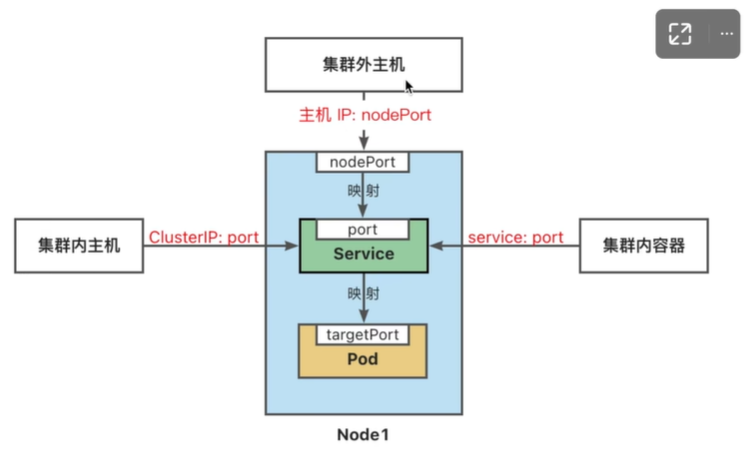 集群外主机
主机 IP: nodePort
nodePort
映 射
集群内主机
ClusterIP: port
port
Service
service: port
集群内容器
映 射
targetPort
Pod
Node1